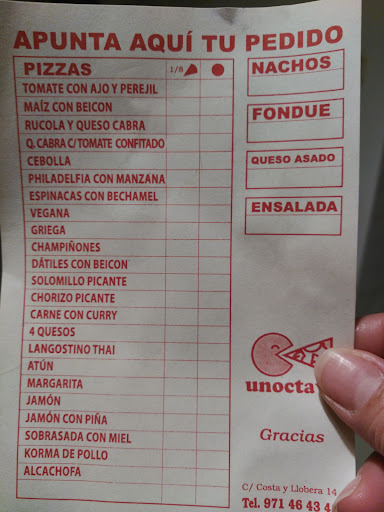 APUNTA AQUÍ TU PEDIDO
PIZZAS 1/8
TOMATE CON AJO Y PEREJIL
MAÍZ CON BEICON
RUCOLA Y QUESO CABRA
Q. CABRA C/TOMATE CONFITADO
CEBOLLA
PHILADELFIA CON MANZANA
ESPINACAS CON BECHAMEL
VEGANA
GRIEGA
CHAMPIÑONES
DÁTILES CON BEICON
SOLOMILLO PICANTE
CHORIZO PICANTE
CARNE CON CURRY
4 QUESOS
LANGOSTINO THAI
ATÚN
MARGARITA
JAMÓN
JAMÓN CON PIÑA
SOBRASADA CON MIEL
KORMA DE POLLO
ALCACHOFA
NACHOS
FONDUE
QUESO ASADO
ENSALADA
Gracias
C/ Costa y Llobera 14
Tel. 971 46 43